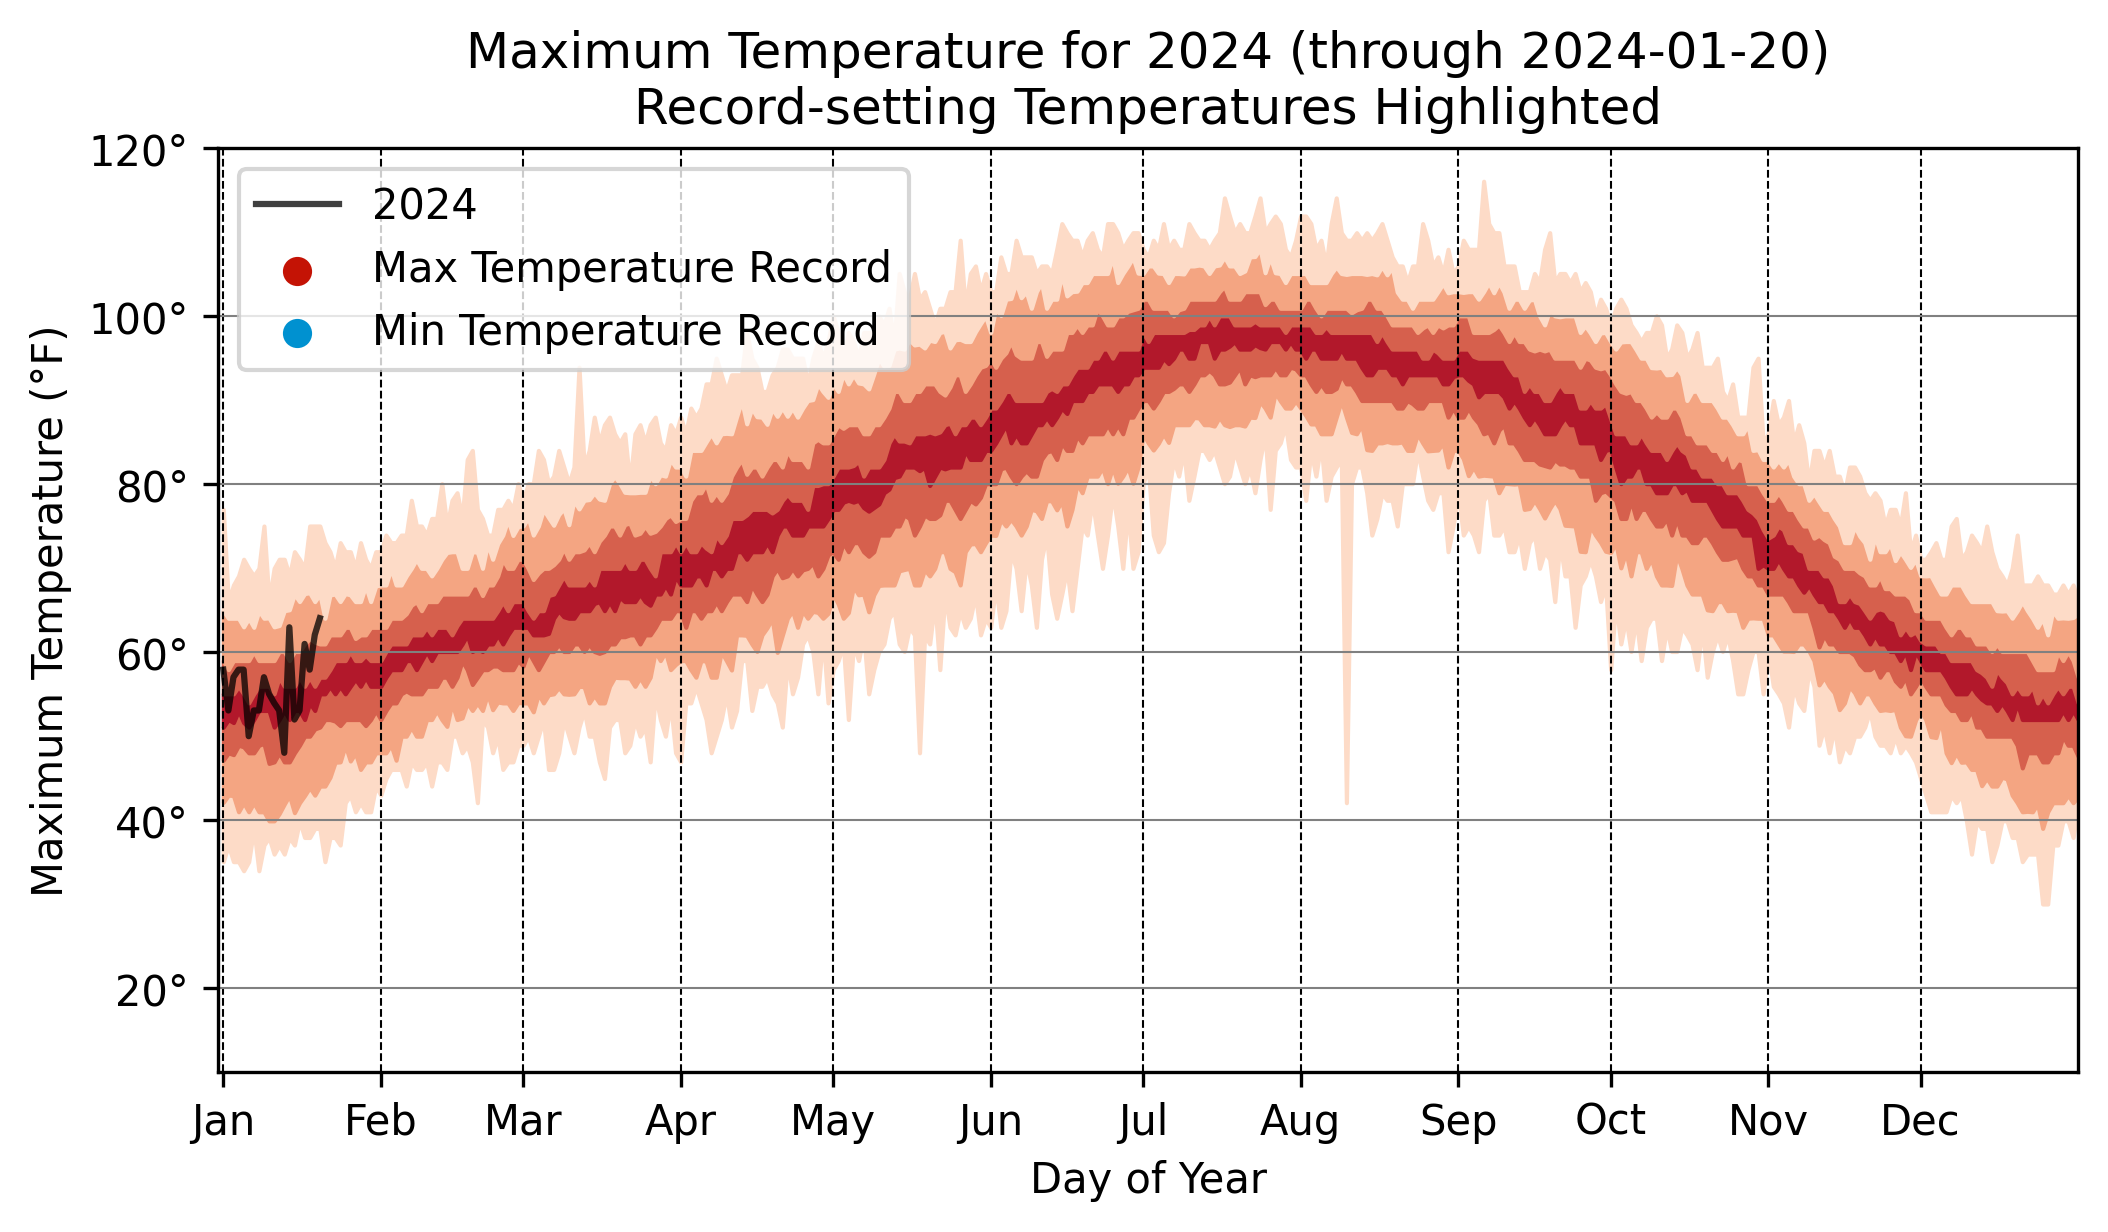 Maximum Temperature for 2024 (through 2024-01-20)
Record-setting Temperatures Highlighted
2024
Max Temperature Record
Min Temperature Record
Maximum Temperature (°F)
120°
100°
80°
60°
40°
20°
Jan Feb Mar Apr May Jun Jul Aug Sep Oct Nov Dec
Day of Year